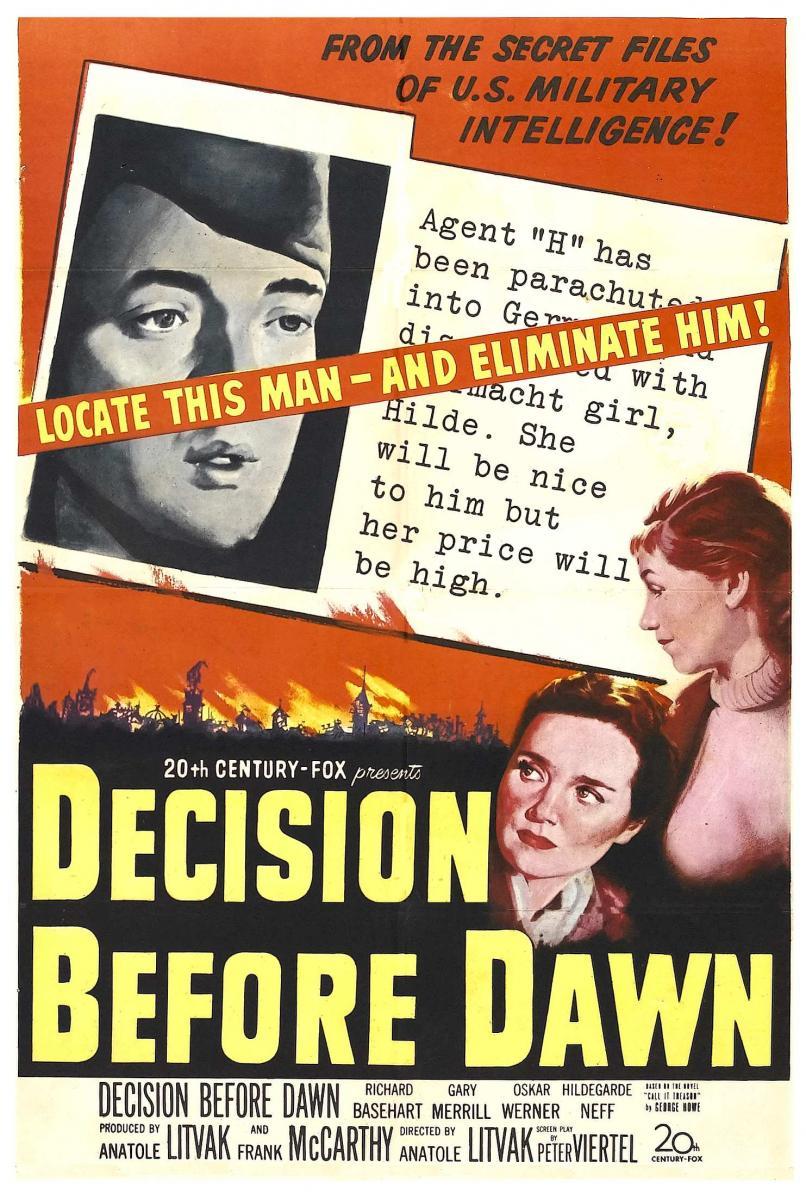 FROM THE SECRET FILES
OF U.S. MILITARY
INTELLIGENCE!
Agent "H" has
been parachuted
into
with
girl,
Hilde. She
will be nice
to him but
her price will
be high.
LOCATE THIS MAN - AND ELIMINATE HIM!
20th CENTURY-FOX presents
DECISION
BEFORE DAWN
DECISION BEFORE DAWN
RICHARD BASEHART
GARY MERRILL
OSKAR WERNER
HILDEGARDE NEFF
BASED ON THE NOVEL
"CALL IT TREASON"
by GEORGE HOWE
PRODUCED BY ANATOLE LITVAK AND FRANK McCARTHY
DIRECTED BY ANATOLE LITVAK
SCREEN PLAY BY PETER VIERTEL
20th
CENTURY-FOX